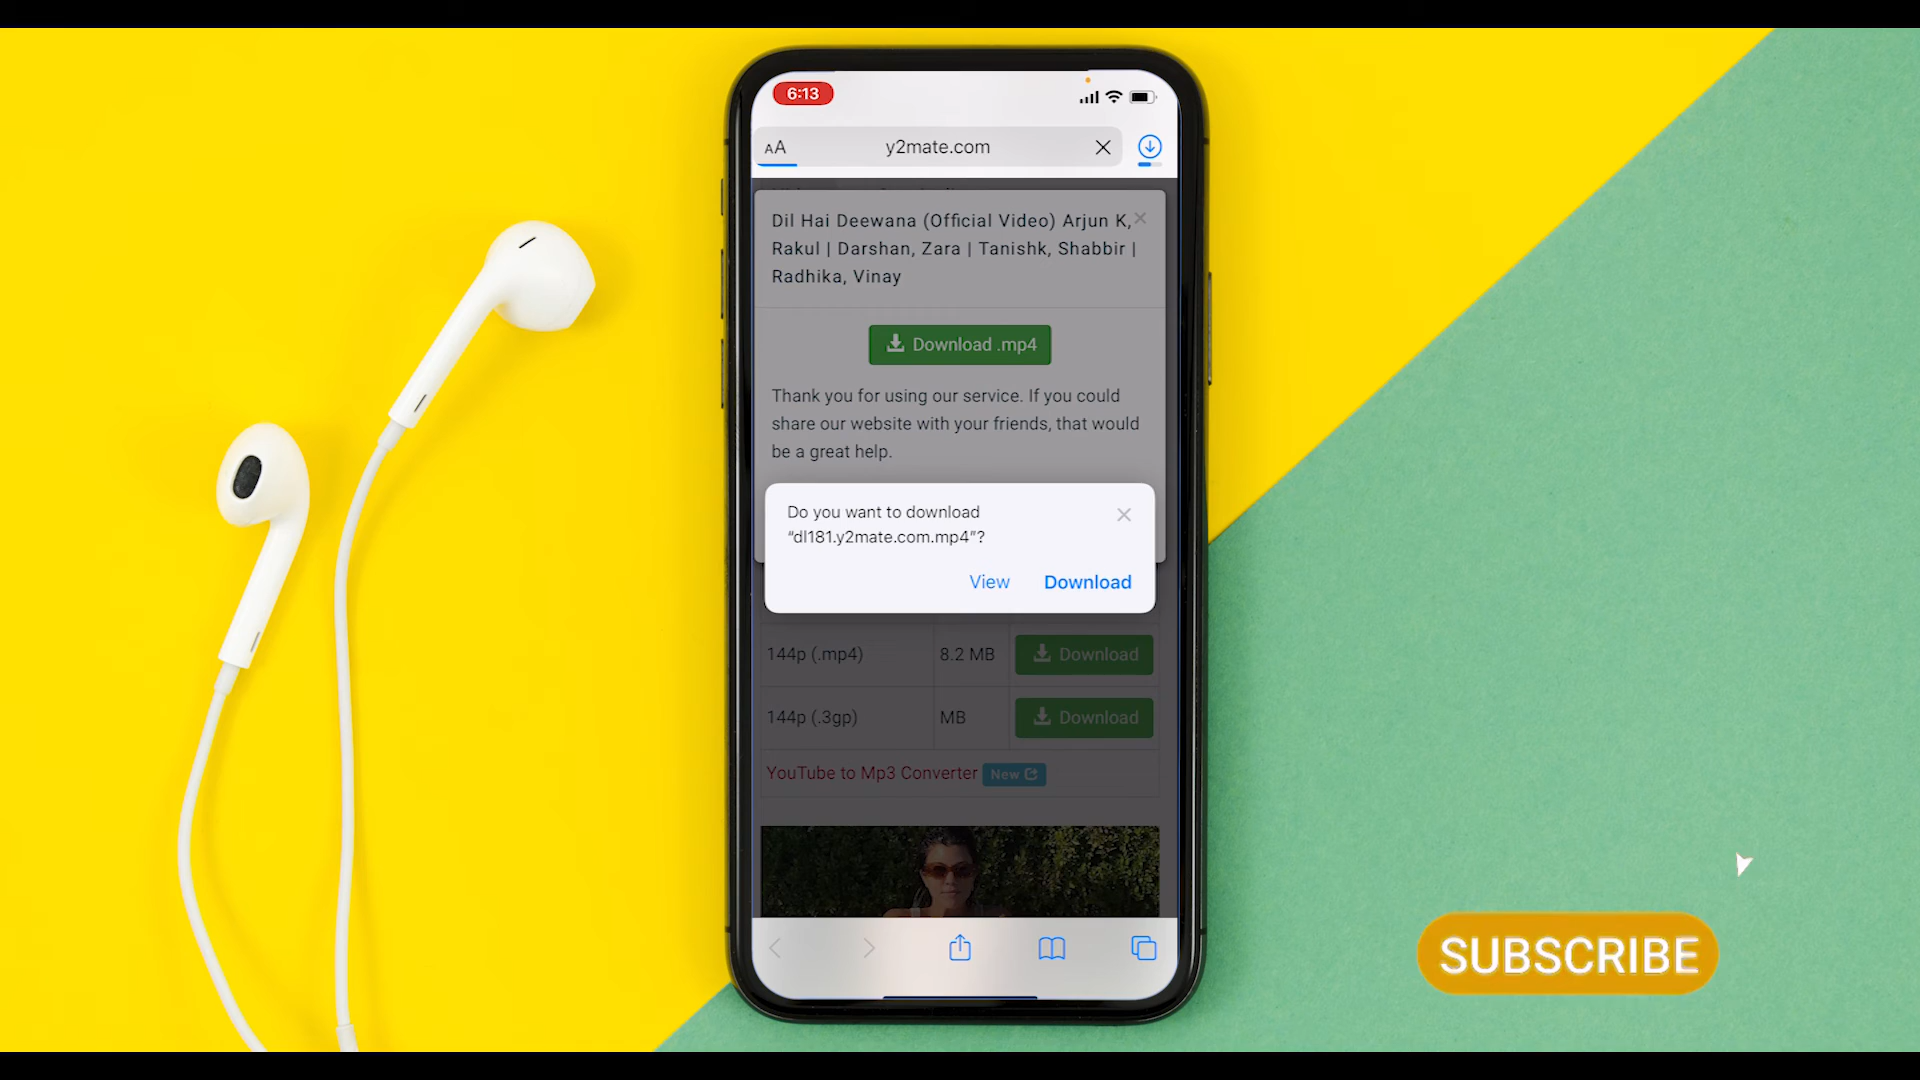 6:13
AA y2mate.com
Dil Hai Deewana (Official Video) Arjun K,
Rakul | Darshan, Zara | Tanishk, Shabbir |
Radhika, Vinay
Download .mp4
Thank you for using our service. If you could
share our website with your friends, that would
be a great help.
Do you want to download
“dl181.y2mate.com.mp4”?
View Download
144p (.mp4) 8.2 MB Download
144p (.3gp) MB Download
YouTube to Mp3 Converter New
SUBSCRIBE